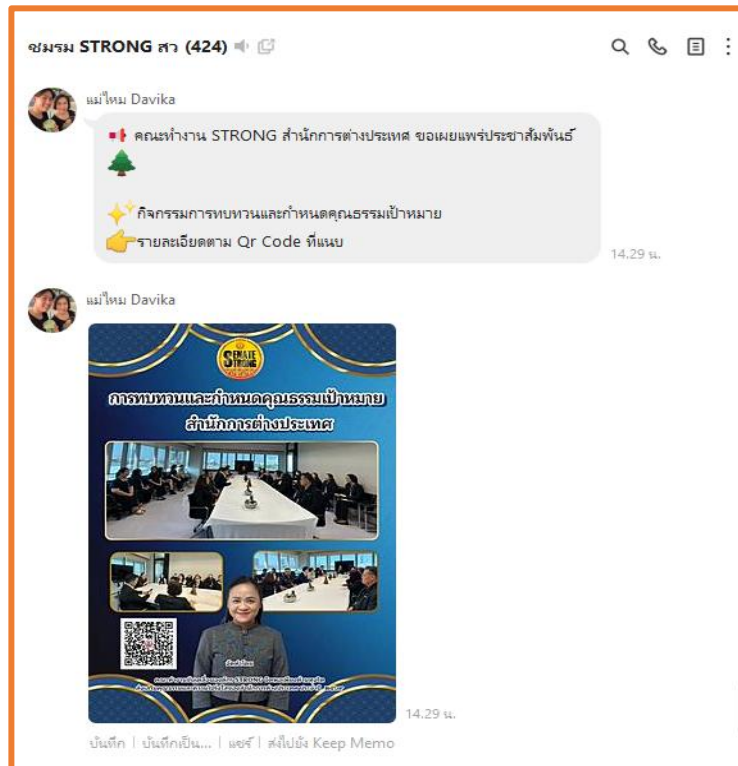 ชมรม STRONG สว (424)
แม่ไหม Davika
คณะทำงาน STRONG สำนักการต่างประเทศ ขอเผยแพร่ประชาสัมพันธ์
กิจกรรมการทบทวนและกำหนดคุณธรรมเป้าหมาย
รายละเอียดตาม Qr Code ที่แนบ
14.29 น.
แม่ไหม Davika
SENATE
STRONG
การทบทวนและกำหนดคุณธรรมเป้าหมาย
สำนักการต่างประเทศ
จัดทำโดย
14.29 น.
บันทึก | บันทึกเป็น... | แชร์ | ส่งไปยัง Keep Memo